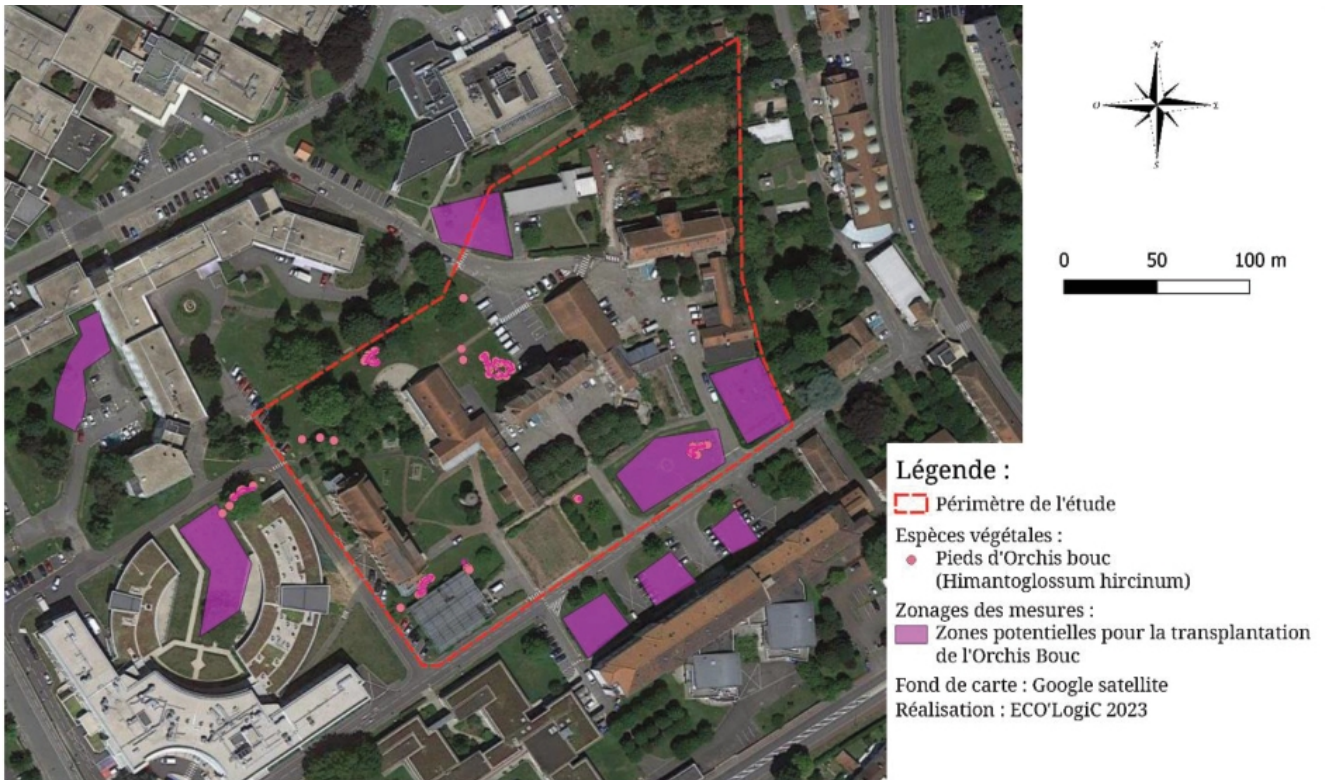 N
O
E
S
0 50 100 m
Légende :
Périmètre de l'étude
Espèces végétales :
Pieds d'Orchis bouc
(Himantoglossum hircinum)
Zonages des mesures :
Zones potentielles pour la transplantation
de l'Orchis Bouc
Fond de carte : Google satellite
Réalisation : ECO'LogiC 2023